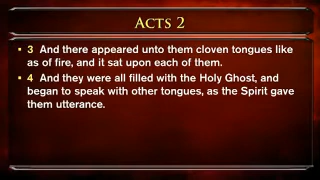 Acts 2
▪ 3 And there appeared unto them cloven tongues like
as of fire, and it sat upon each of them.
▪ 4 And they were all filled with the Holy Ghost, and
began to speak with other tongues, as the Spirit gave
them utterance.